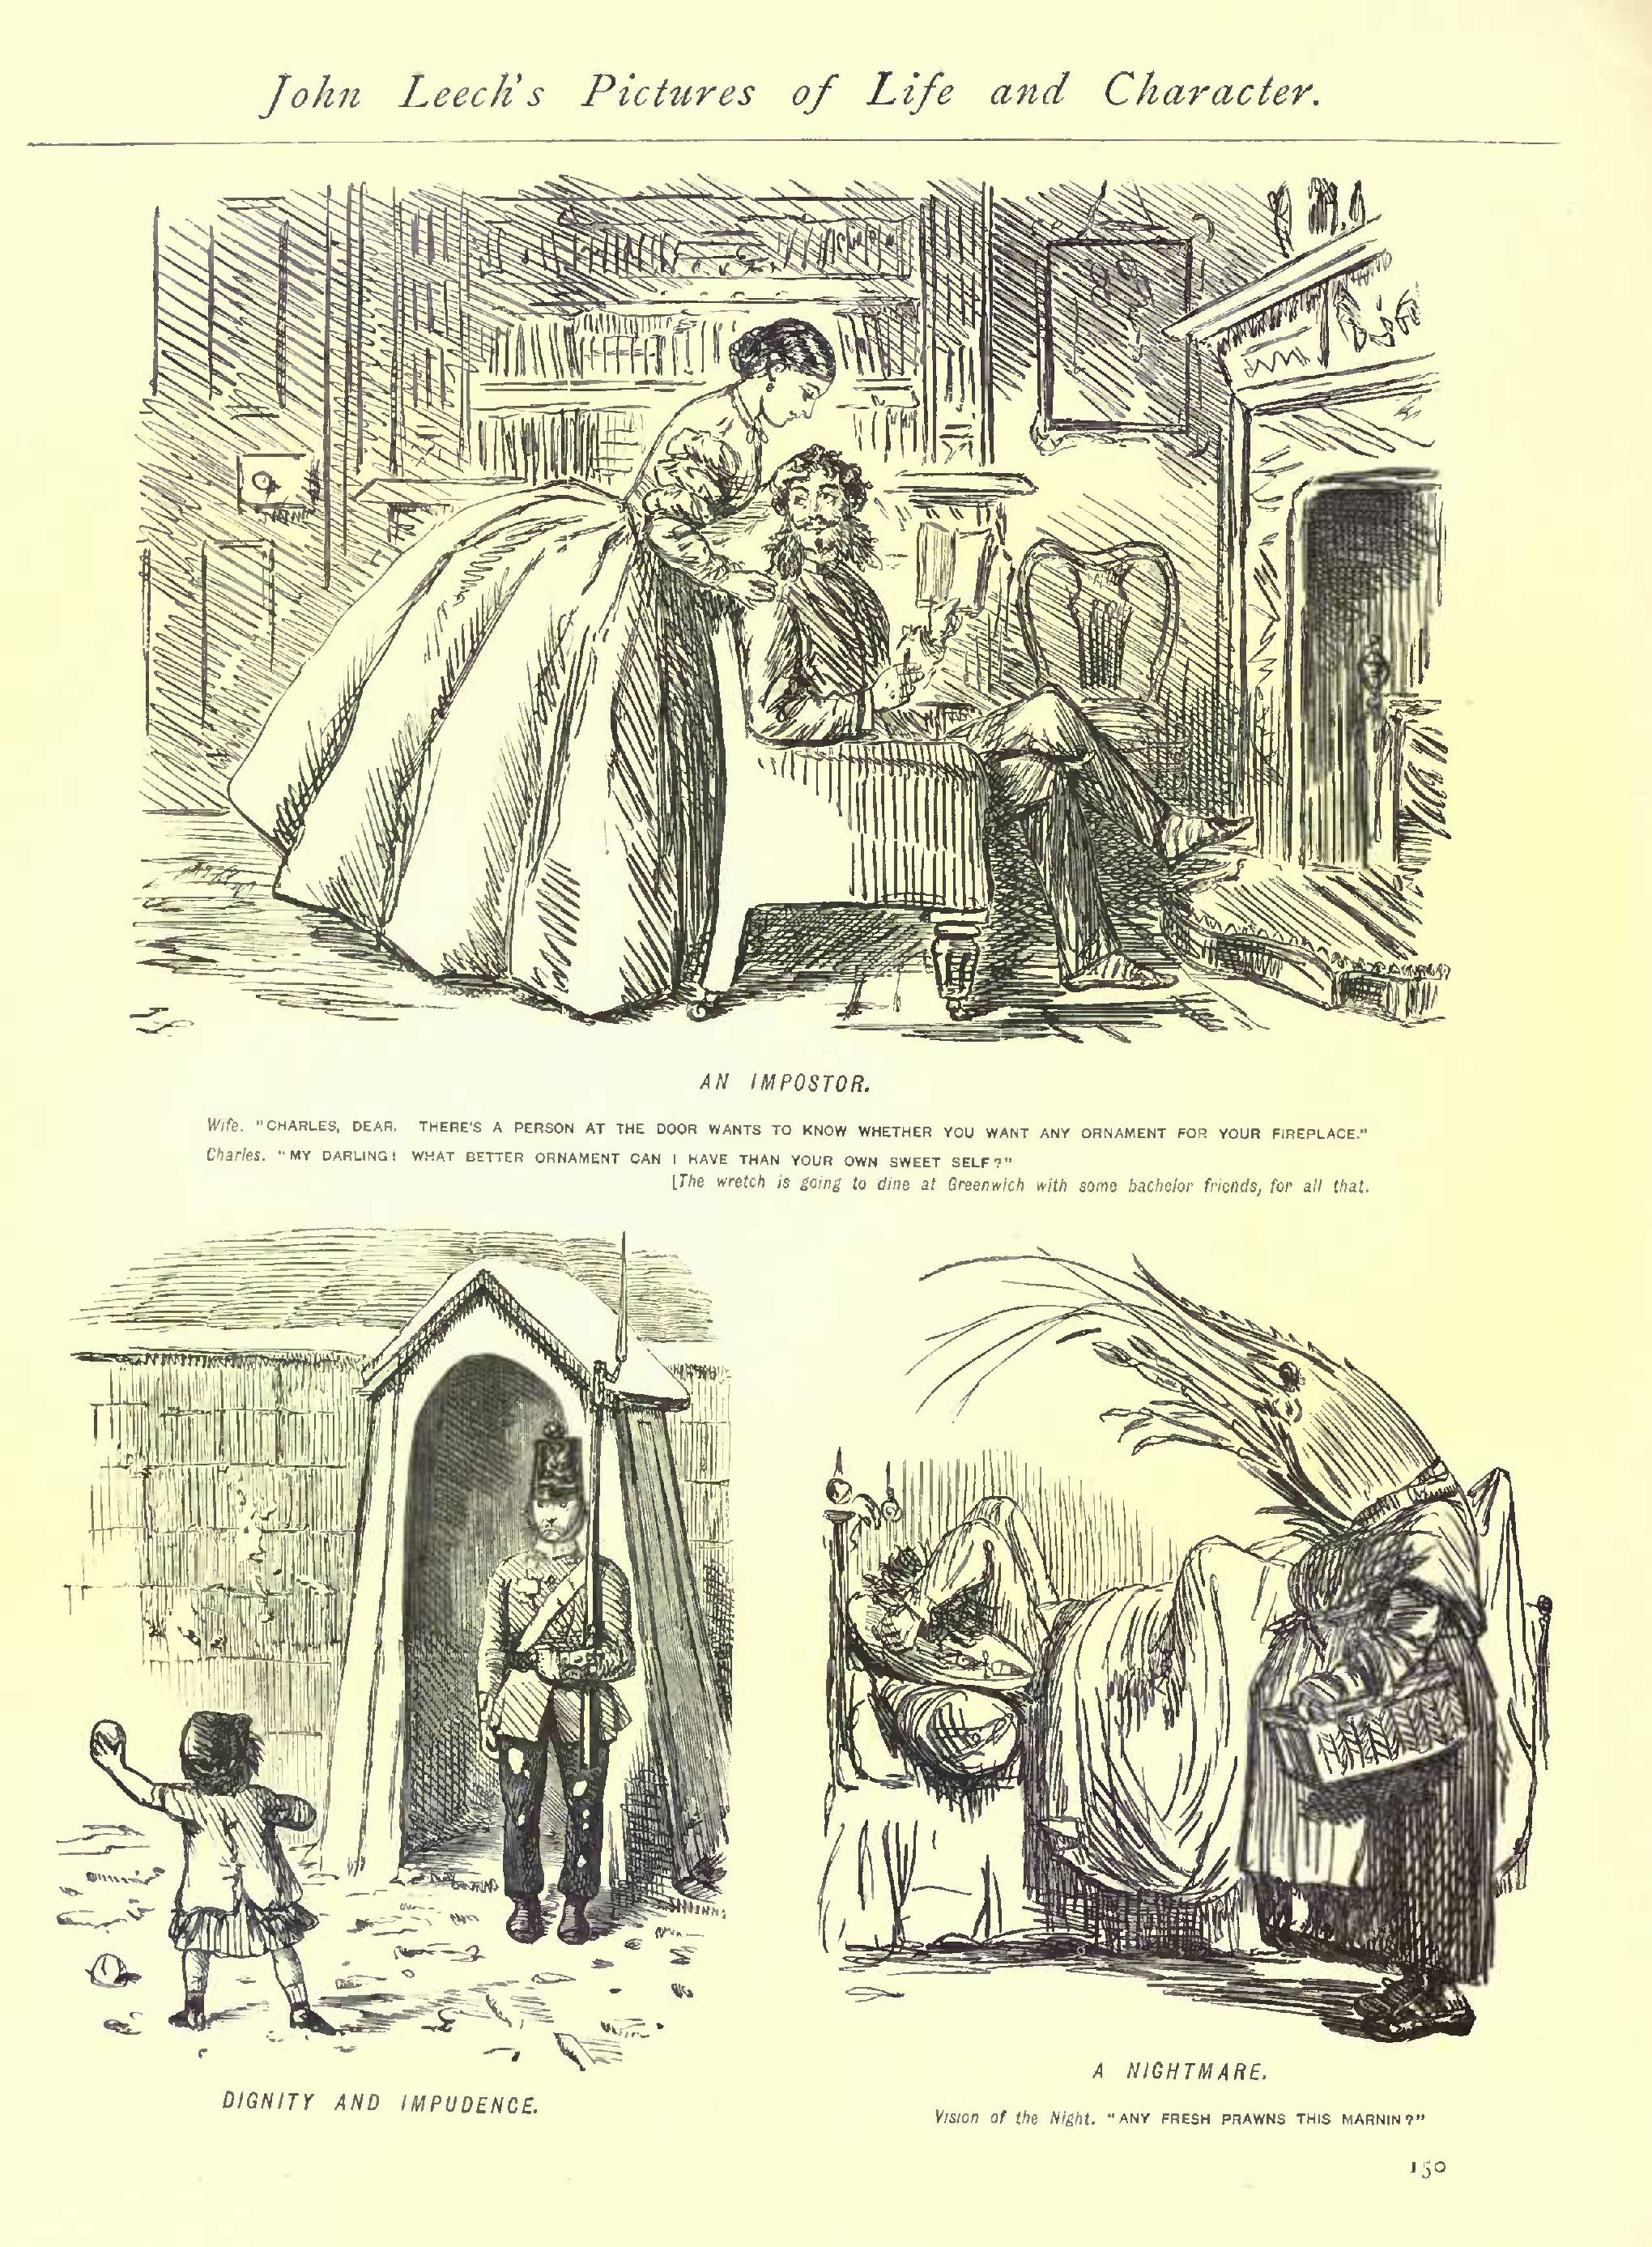 John Leech's Pictures of Life and Character.
AN IMPOSTOR.
Wife. "CHARLES, DEAR, THERE'S A PERSON AT THE DOOR WANTS TO KNOW WHETHER YOU WANT ANY ORNAMENT FOR YOUR FIREPLACE."
Charles. "MY DARLING! WHAT BETTER ORNAMENT CAN I HAVE THAN YOUR OWN SWEET SELF?"
[The wretch is going to dine at Greenwich with some bachelor friends, for all that.
DIGNITY AND IMPUDENCE.
A NIGHTMARE.
Vision of the Night. "ANY FRESH PRAWNS THIS MARNIN?"
150